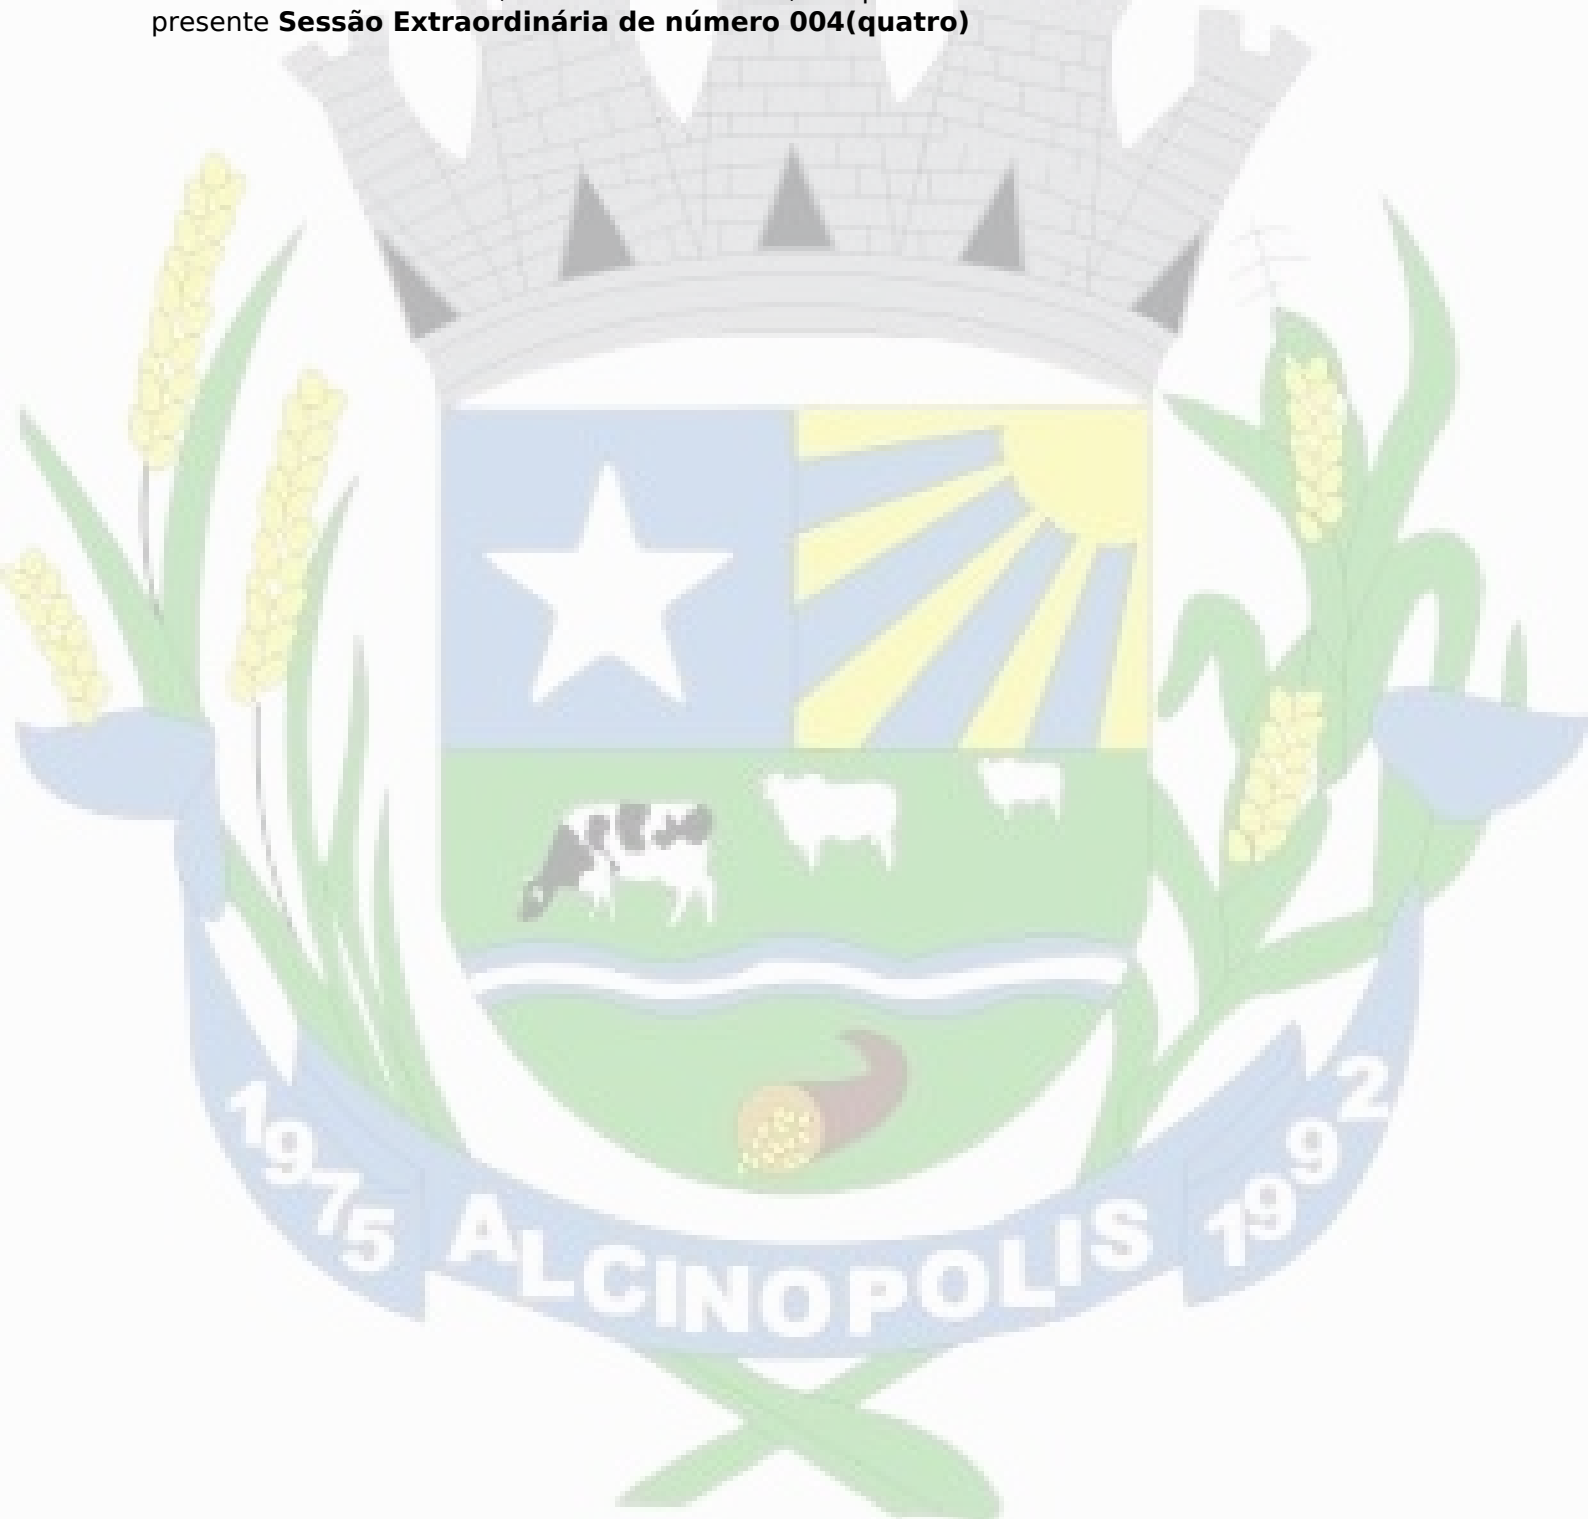 presente Sessão Extraordinária de número 004(quatro)
1975 ALCINOPOLIS 1992